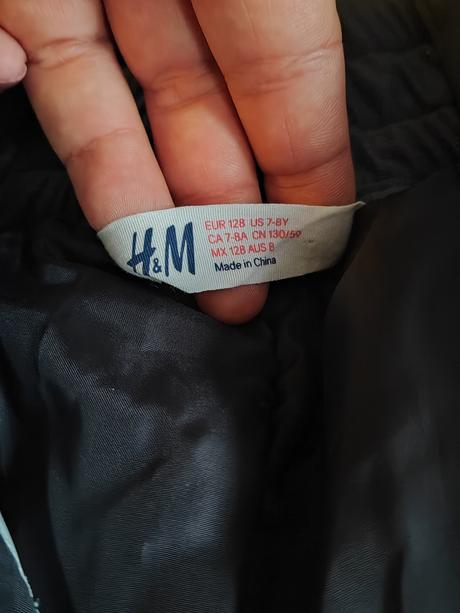 H&M
EUR 128 US 7-8Y
CA 7-8A CN 130/59
MX 128 AUS 8
Made in China